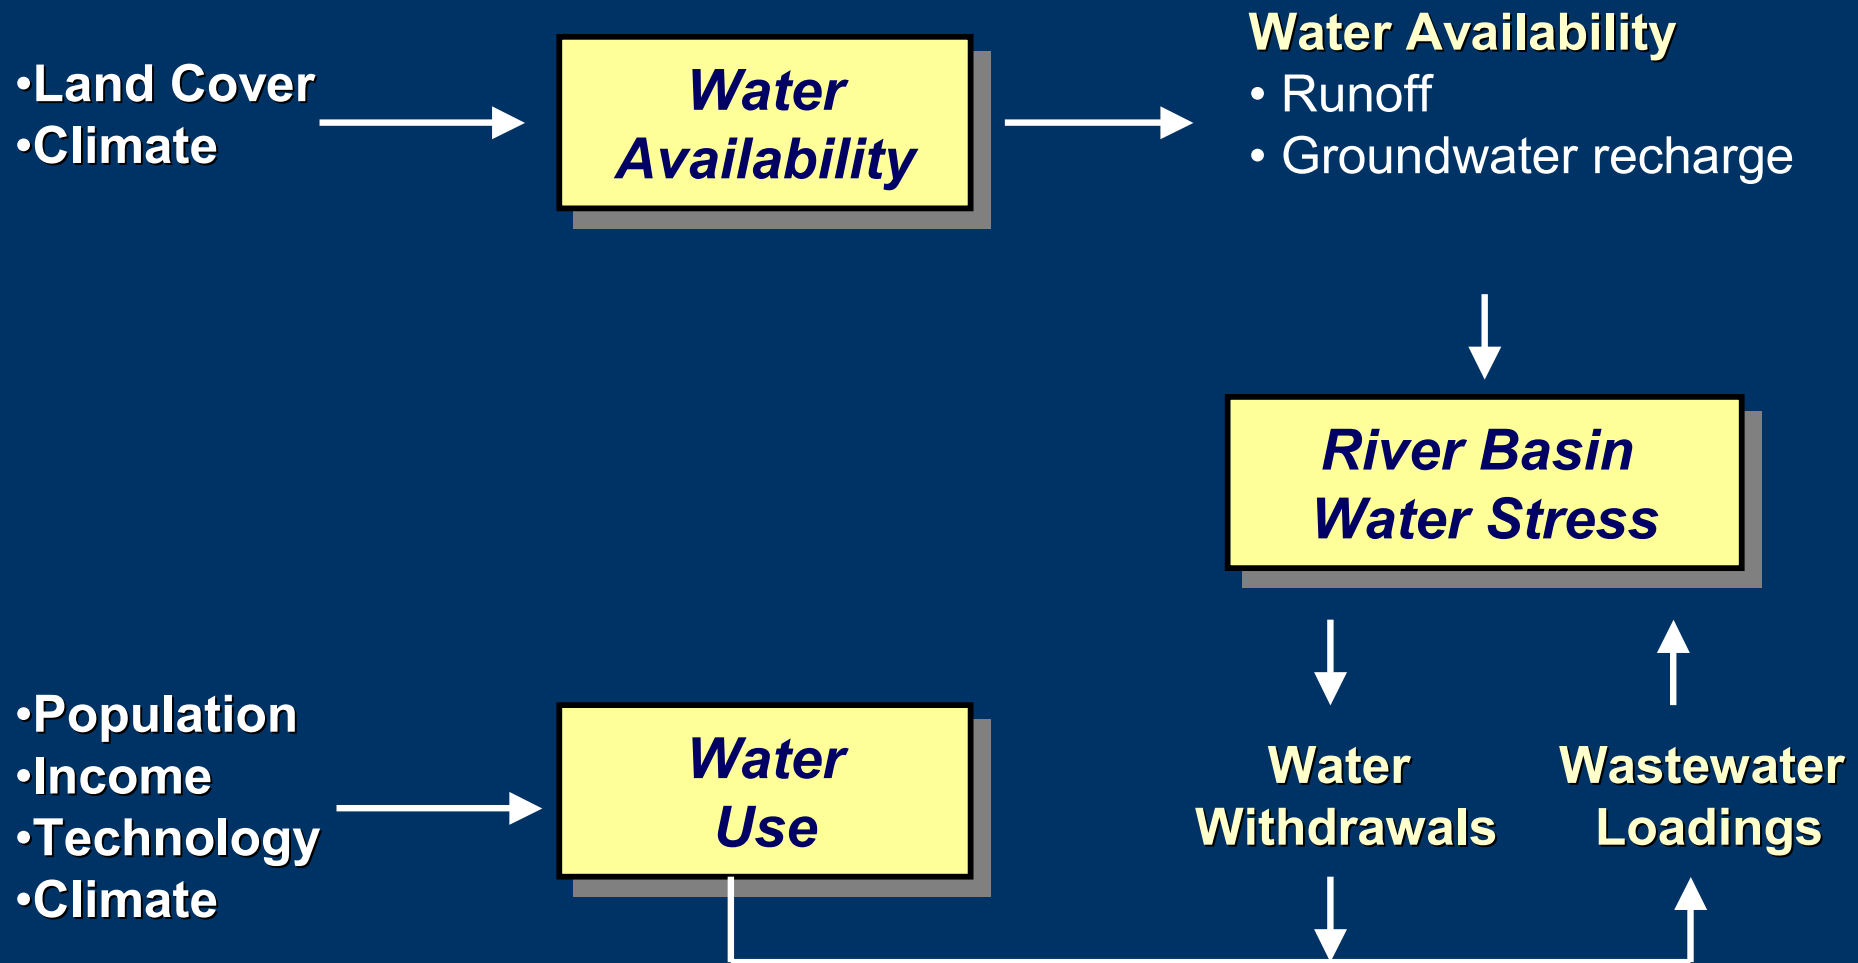 •Land Cover
•Climate
Water
Availability
Water Availability
• Runoff
• Groundwater recharge
River Basin
Water Stress
•Population
•Income
•Technology
•Climate
Water
Use
Water
Withdrawals
Wastewater
Loadings